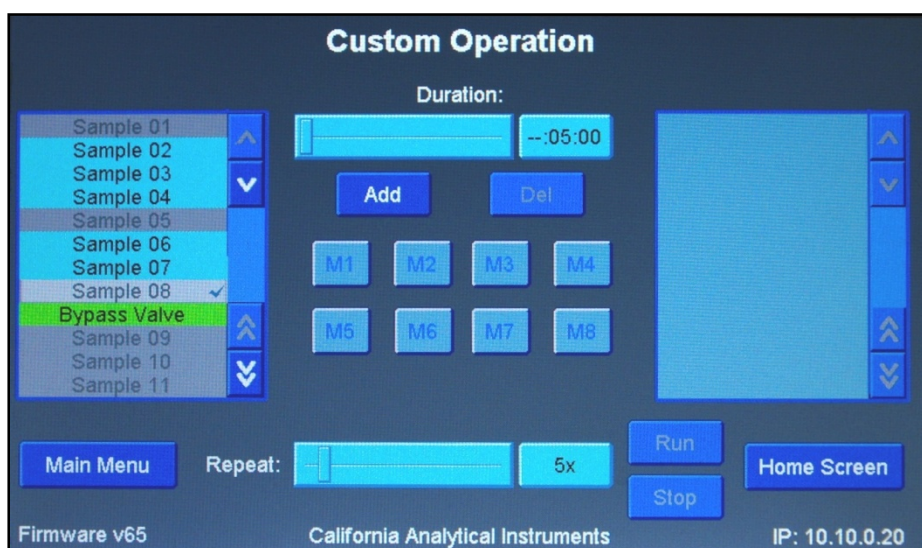 Custom Operation
Duration:
Sample 01
Sample 02
Sample 03
Sample 04
Sample 05
Sample 06
Sample 07
Sample 08
Bypass Valve
Sample 09
Sample 10
Sample 11
--:05:00
Add
Del
M1 M2 M3 M4
M5 M6 M7 M8
Main Menu
Repeat:
5x
Run
Stop
Home Screen
Firmware v65
California Analytical Instruments
IP: 10.10.0.20